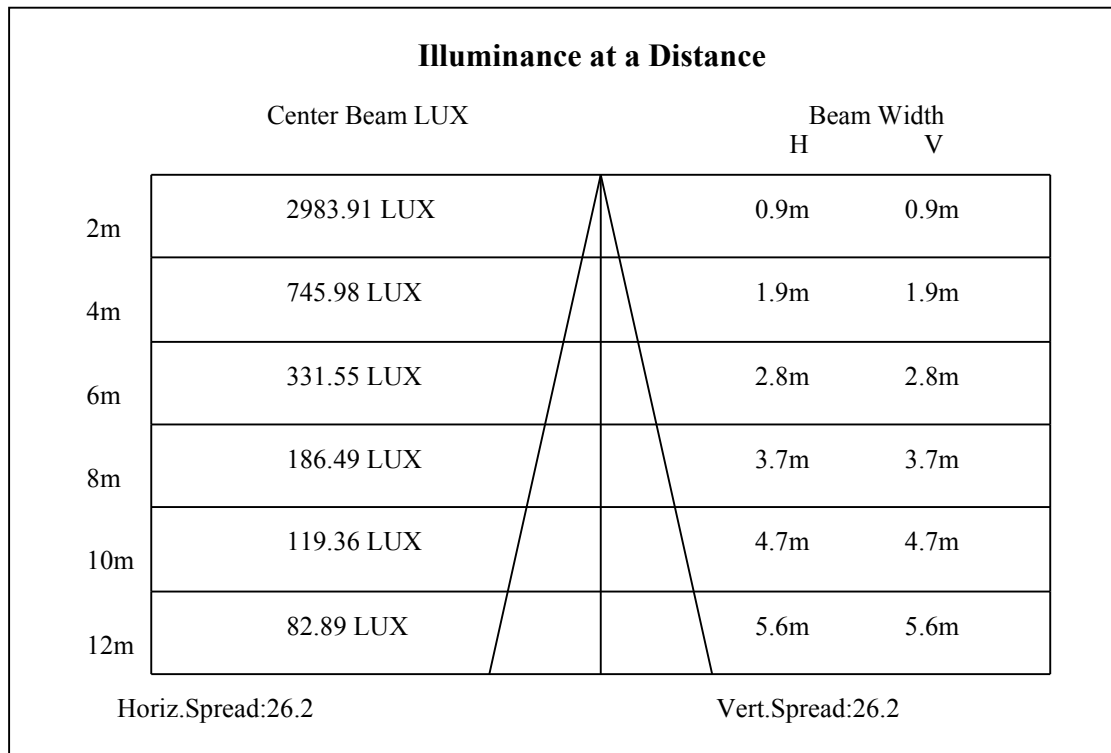 Illuminance at a Distance
Center Beam LUX Beam Width
H V
2983.91 LUX 0.9m 0.9m
2m
745.98 LUX 1.9m 1.9m
4m
331.55 LUX 2.8m 2.8m
6m
186.49 LUX 3.7m 3.7m
8m
119.36 LUX 4.7m 4.7m
10m
82.89 LUX 5.6m 5.6m
12m
Horiz.Spread:26.2 Vert.Spread:26.2